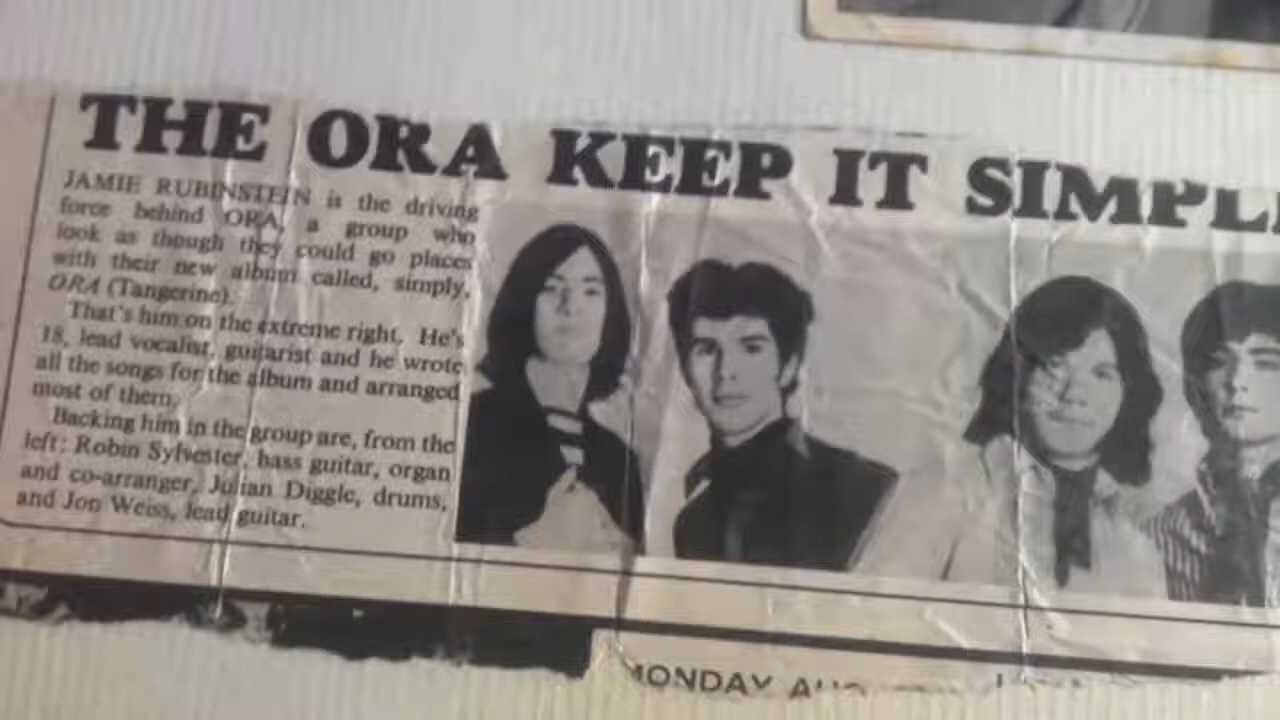 THE ORA KEEP IT SIMPL
JAMIE RUBINSTEIN is the driving
force behind ORA, a group who
look as though they could go places
with their new album called, simply,
ORA (Tangerine).
That's him on the extreme right. He's
18, lead vocalist, guitarist and he wrote
all the songs for the album and arranged
most of them.
Backing him in the group are, from the
left: Robin Sylvester, bass guitar, organ
and co-arranger, Julian Diggle, drums,
and Jon Weiss, lead guitar.
MONDAY